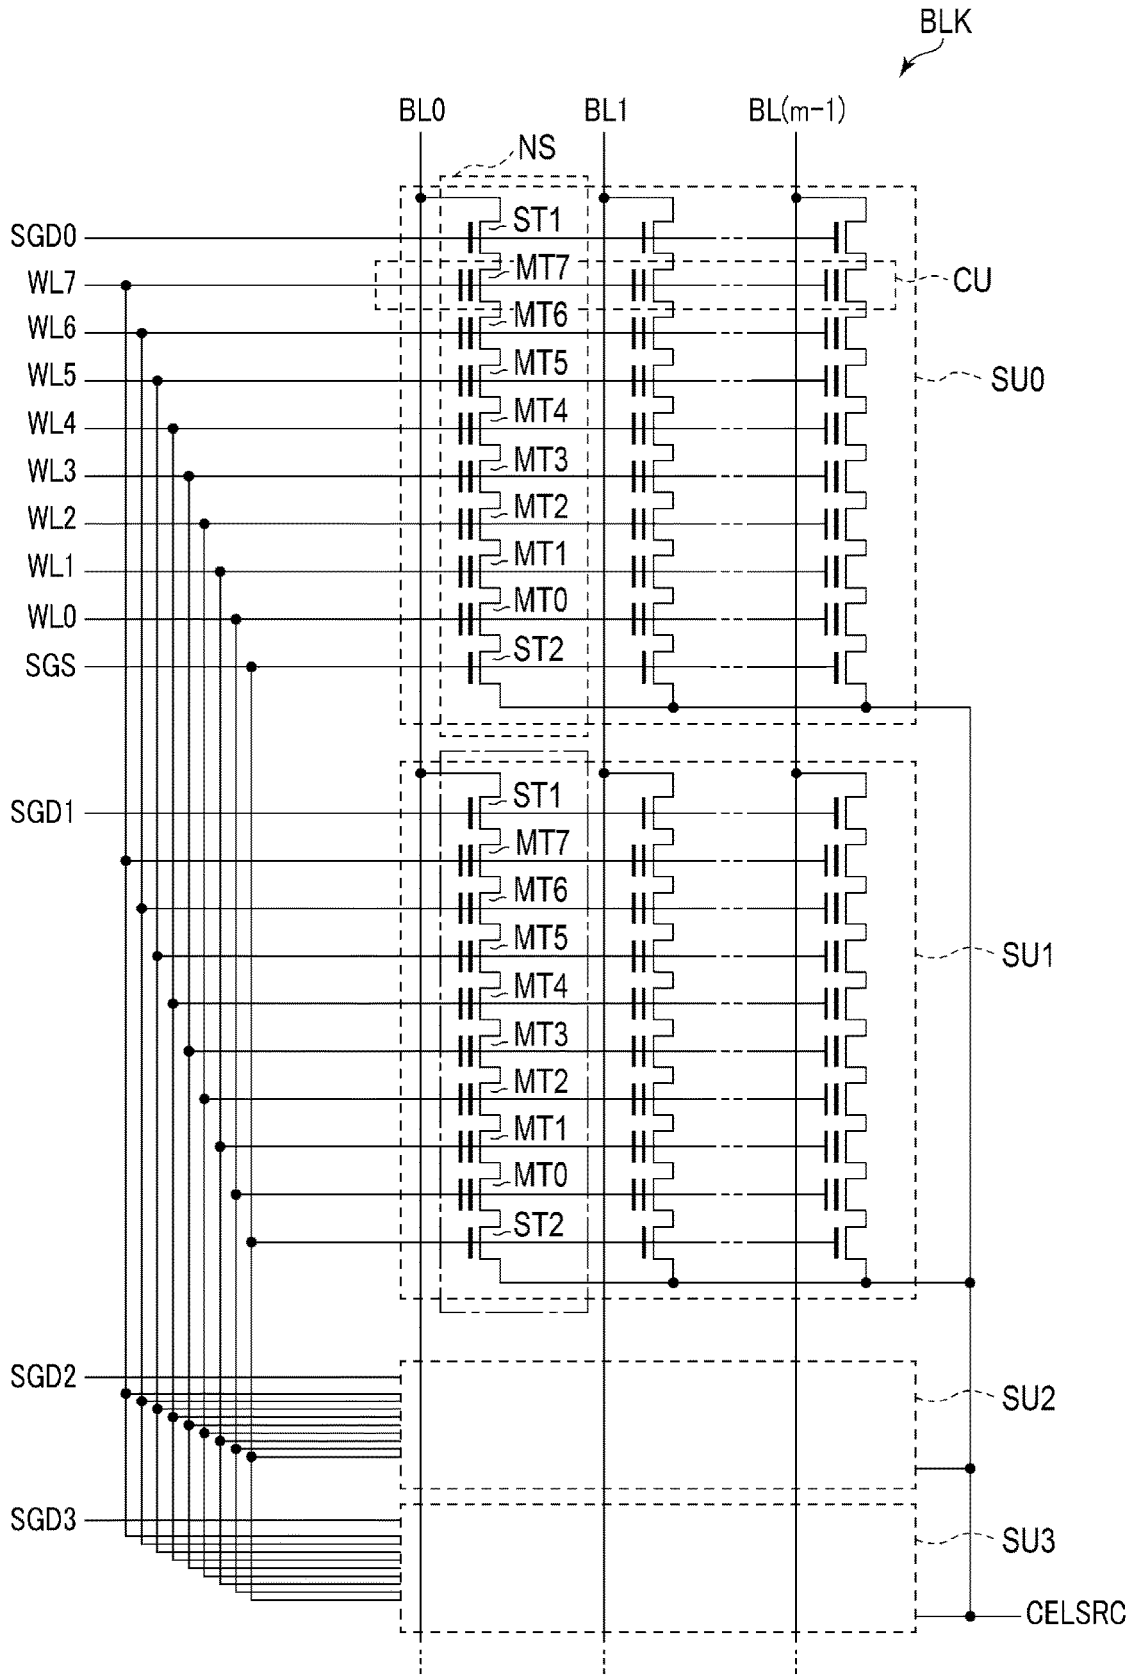 BLK
BL0 BL1 BL(m-1)
NS
SGD0 ST1
WL7 MT7 CU
WL6 MT6
WL5 MT5 SU0
WL4 MT4
WL3 MT3
WL2 MT2
WL1 MT1
WL0 MT0
SGS ST2
SGD1 ST1
MT7
MT6
MT5 SU1
MT4
MT3
MT2
MT1
MT0
ST2
SGD2 SU2
SGD3 SU3
CELSRC